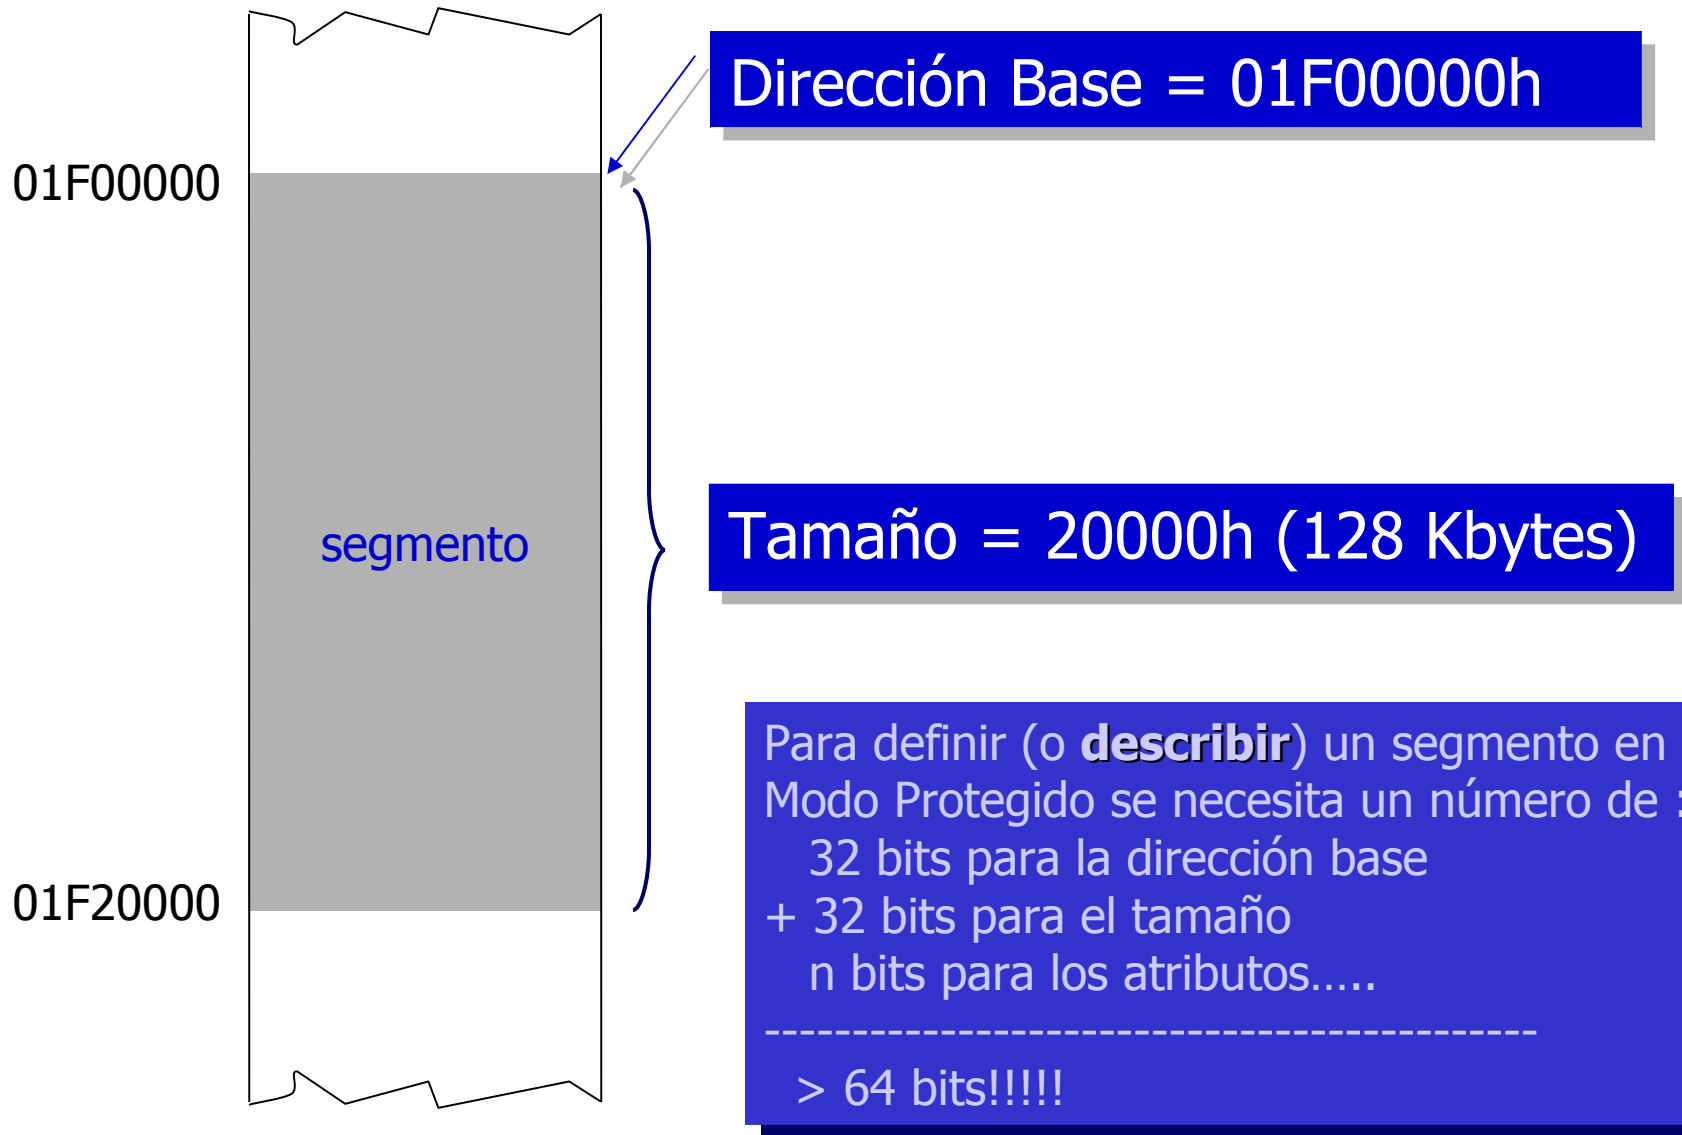 Dirección Base = 01F00000h
01F00000
segmento
Tamaño = 20000h (128 Kbytes)
01F20000
Para definir (o describir) un segmento en
Modo Protegido se necesita un número de :
32 bits para la dirección base
+ 32 bits para el tamaño
n bits para los atributos…..
--------------------------------------------
> 64 bits!!!!!